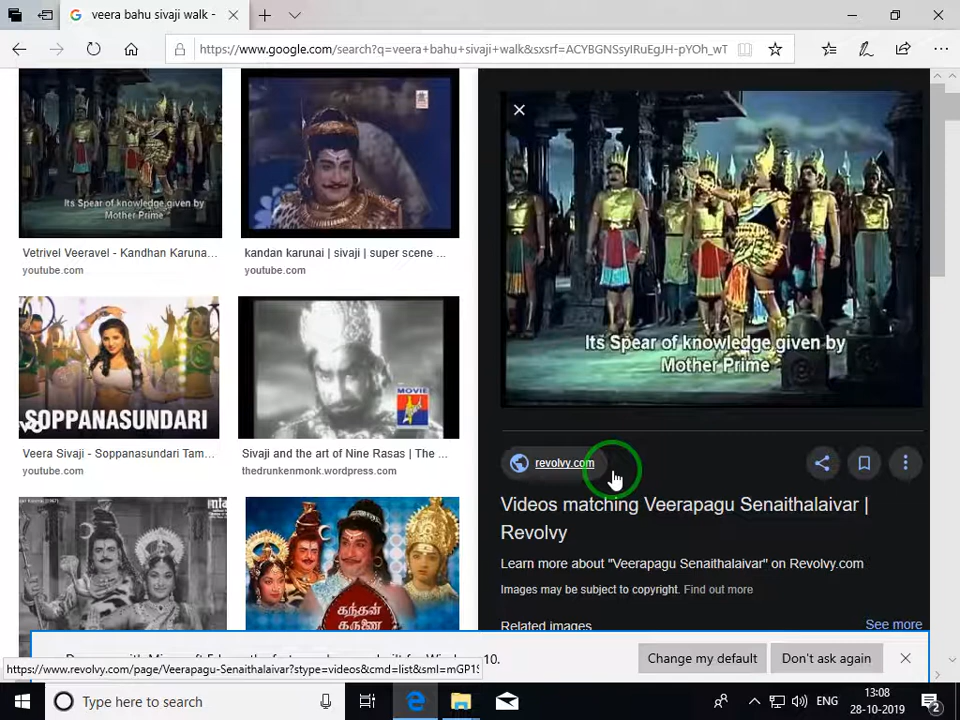 veera bahu sivaji walk -
https://www.google.com/search?q=veera+bahu+sivaji+walk&sxsrf=ACYBGNSsyIRuEgJH-pYOh_wT
Its Spear of knowledge given by
Mother Prime
Vetrivel Veeravel - Kandhan Karuna...
youtube.com
kandan karunai | sivaji | super scene ...
youtube.com
SOPPANASUNDARI
Veera Sivaji - Soppanasundari Tam...
youtube.com
MOVIE
Sivaji and the art of Nine Rasas | The ...
thedrunkenmonk.wordpress.com
கந்தன்
கருணை
Its Spear of knowledge given by
Mother Prime
revolvy.com
Videos matching Veerapagu Senaithalaivar |
Revolvy
Learn more about "Veerapagu Senaithalaivar" on Revolvy.com
Images may be subject to copyright. Find out more
Related images
See more
10.
Change my default
Don't ask again
https://www.revolvy.com/page/Veerapagu-Senaithalaivar?stype=videos&cmd=list&sml=mGP1S
Type here to search
ENG
13:08
28-10-2019
2